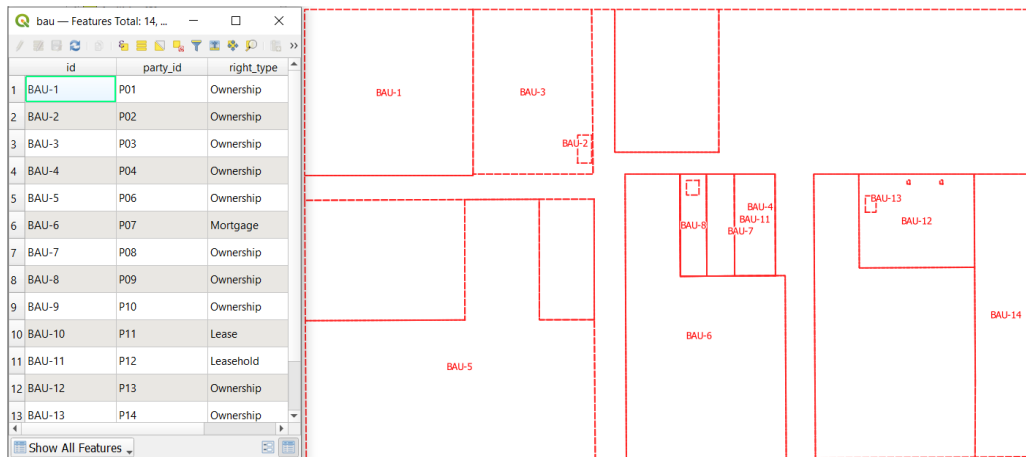 bau — Features Total: 14, ...
id party_id right_type
1 BAU-1 P01 Ownership
2 BAU-2 P02 Ownership
3 BAU-3 P03 Ownership
4 BAU-4 P04 Ownership
5 BAU-5 P06 Ownership
6 BAU-6 P07 Mortgage
7 BAU-7 P08 Ownership
8 BAU-8 P09 Ownership
9 BAU-9 P10 Ownership
10 BAU-10 P11 Lease
11 BAU-11 P12 Leasehold
12 BAU-12 P13 Ownership
13 BAU-13 P14 Ownership
Show All Features
BAU-1
BAU-3
BAU-2
BAU-4
BAU-11
BAU-7
BAU-8
BAU-13
BAU-12
BAU-14
BAU-6
BAU-5